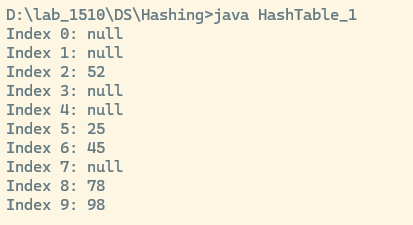 D:\lab_1510\DS\Hashing>java HashTable_1
Index 0: null
Index 1: null
Index 2: 52
Index 3: null
Index 4: null
Index 5: 25
Index 6: 45
Index 7: null
Index 8: 78
Index 9: 98